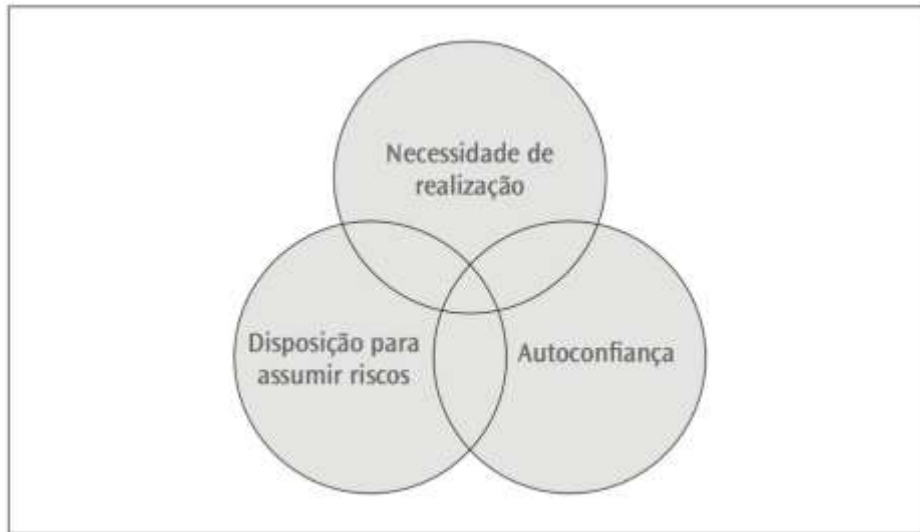 Necessidade de
realização
Disposição para
assumir riscos
Autoconfiança